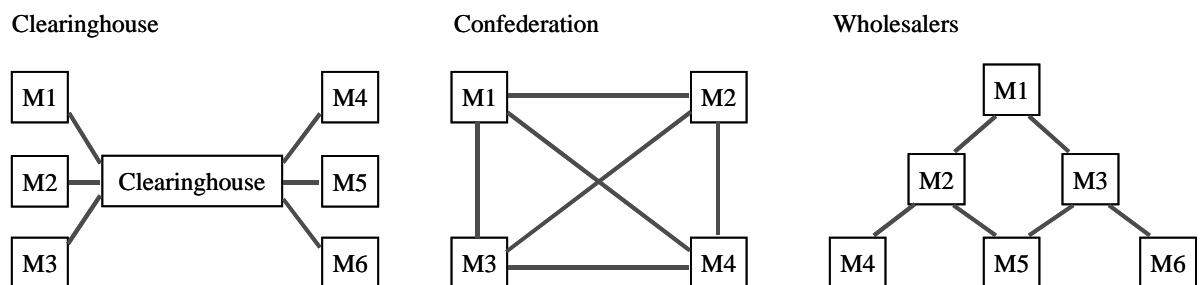 Clearinghouse
M1
M4
M2
Clearinghouse
M5
M3
M6
Confederation
M1
M2
M3
M4
Wholesalers
M1
M2
M3
M4
M5
M6